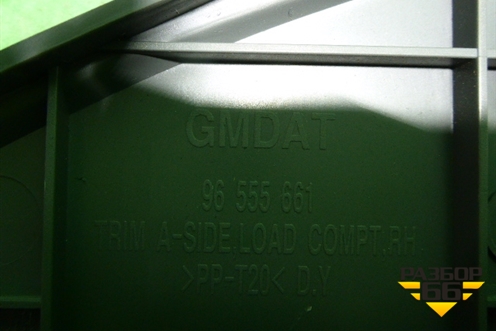 GMDAT
96 555 661
TRIM A-SIDE.LOAD COMPT.RH
>PP-T20< D.Y
РАЗБОР
66